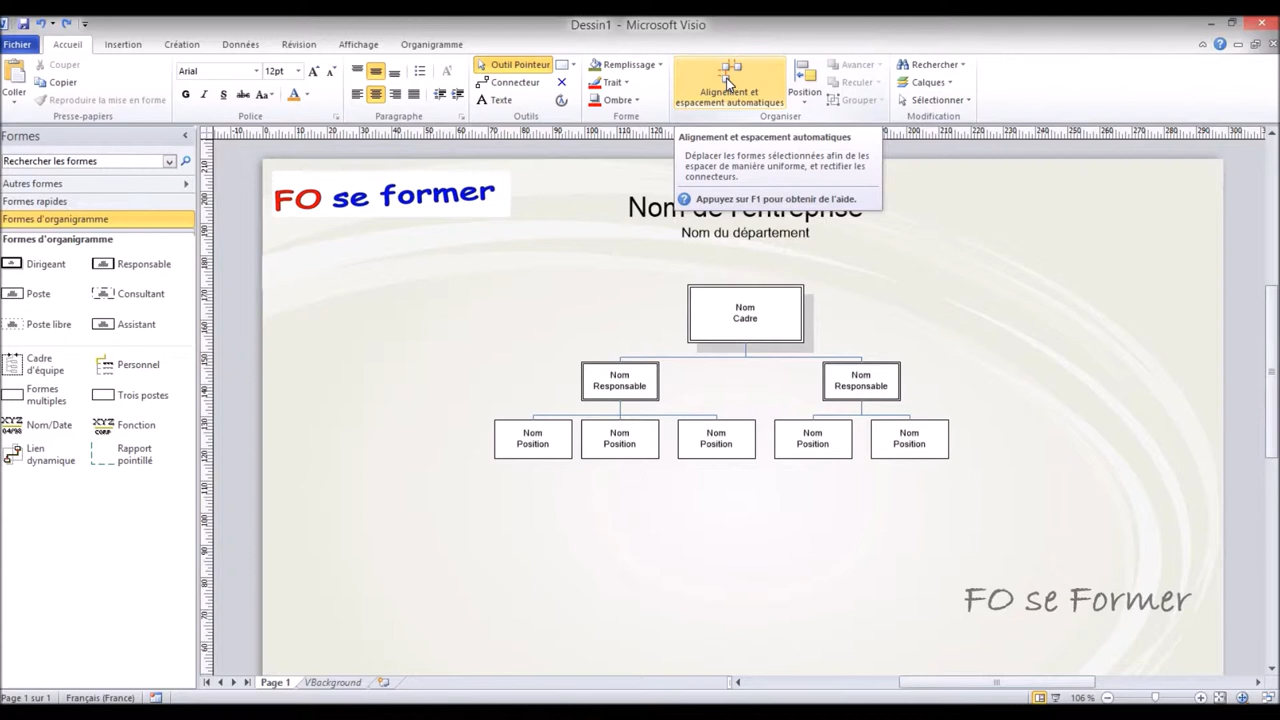 Dessin1 - Microsoft Visio
Fichier Accueil Insertion Création Données Révision Affichage Organigramme
Coller
Couper
Copier
Reproduire la mise en forme
Presse-papiers
Arial 12pt
G I S abc Aa A
Police
Paragraphe
Outil Pointeur
Connecteur
A Texte
Outils
Remplissage
Trait
Ombre
Forme
Alignement et
espacement automatiques
Position
Avancer
Reculer
Grouper
Organiser
Rechercher
Calques
Sélectionner
Modification
Alignement et espacement automatiques
Déplacer les formes sélectionnées afin de les
espacer de manière uniforme, et rectifier les
connecteurs.
Appuyez sur F1 pour obtenir de l'aide.
Formes
Rechercher les formes
Autres formes
Formes rapides
Formes d'organigramme
Formes d'organigramme
Dirigeant Responsable
Poste Consultant
Poste libre Assistant
Cadre
d'équipe
Personnel
Formes
multiples
Trois postes
Nom/Date Fonction
Lien
dynamique
Rapport
pointillé
FO se former
Nom de l'entreprise
Nom du département
Nom
Cadre
Nom
Responsable
Nom
Responsable
Nom
Position
Nom
Position
Nom
Position
Nom
Position
Nom
Position
FO se Former
Page 1 VBackground
Page 1 sur 1 Français (France) 106 %